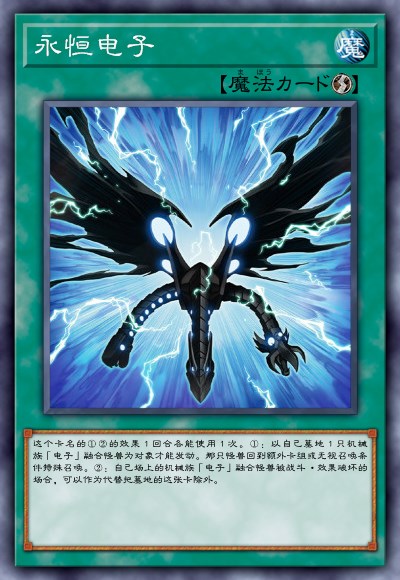 永恒电子
魔
【魔法カード】
まほう
这个卡名的①②的效果1回合各能使用1次。①：以自己墓地1只机械
族「电子」融合怪兽为对象才能发动。那只怪兽回到额外卡组或无视召唤条
件特殊召唤。②：自己场上的机械族「电子」融合怪兽被战斗·效果破坏的
场合，可以作为代替把墓地的这张卡除外。